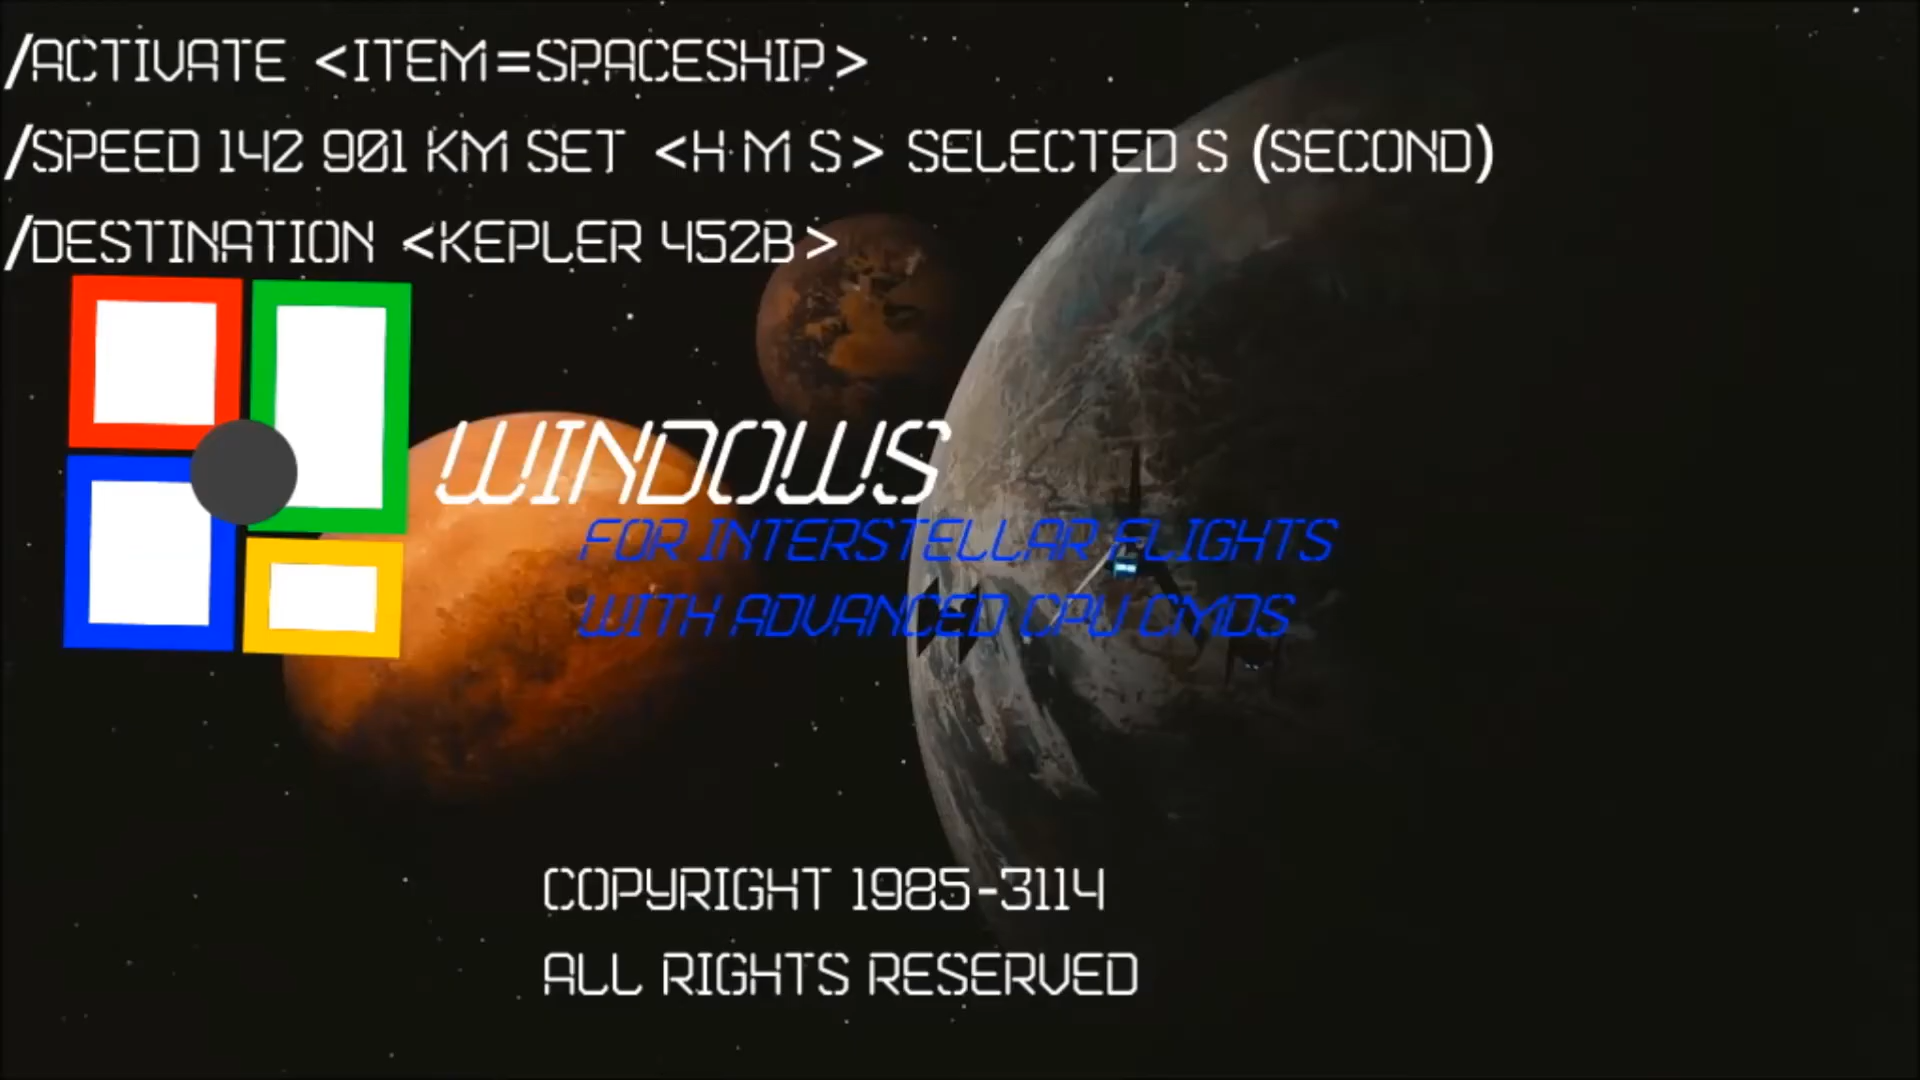 /ACTIVATE <ITEM=SPACESHIP>
/SPEED 142 901 KM SET <H M S> SELECTED S (SECOND)
/DESTINATION <KEPLER 452B>
WINDOWS
FOR INTERSTELLAR FLIGHTS
WITH ADVANCED CPU CMDS
COPYRIGHT 1985-3114
ALL RIGHTS RESERVED